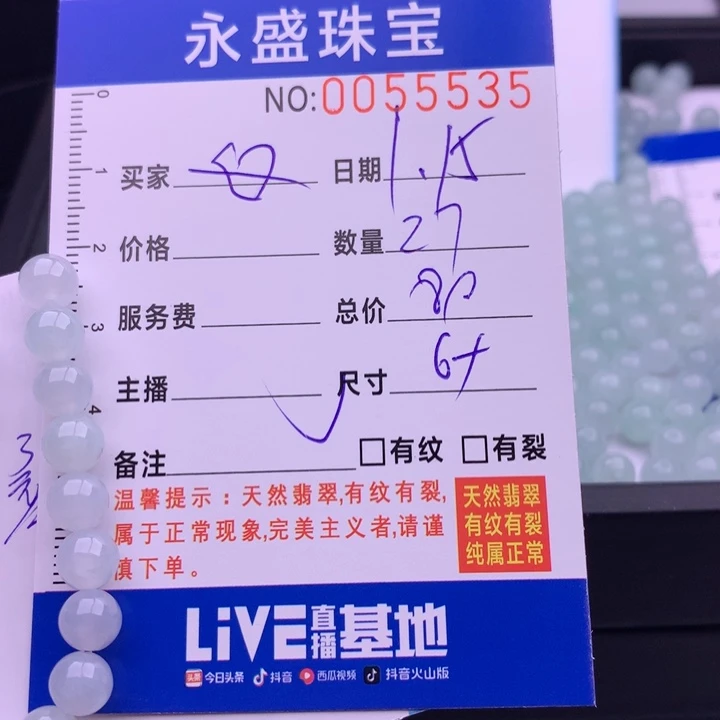 永盛珠宝
NO:0055535
买家 日期 1.15
价格 数量 27
服务费 总价 80
主播 尺寸 6+
备注 □有纹 □有裂
温馨提示：天然翡翠,有纹有裂,
属于正常现象,完美主义者,请谨
慎下单。
天然翡翠
有纹有裂
纯属正常
LiVE直播基地
头条 今日头条 抖音 西瓜视频 抖音火山版
0
1
2
3
4